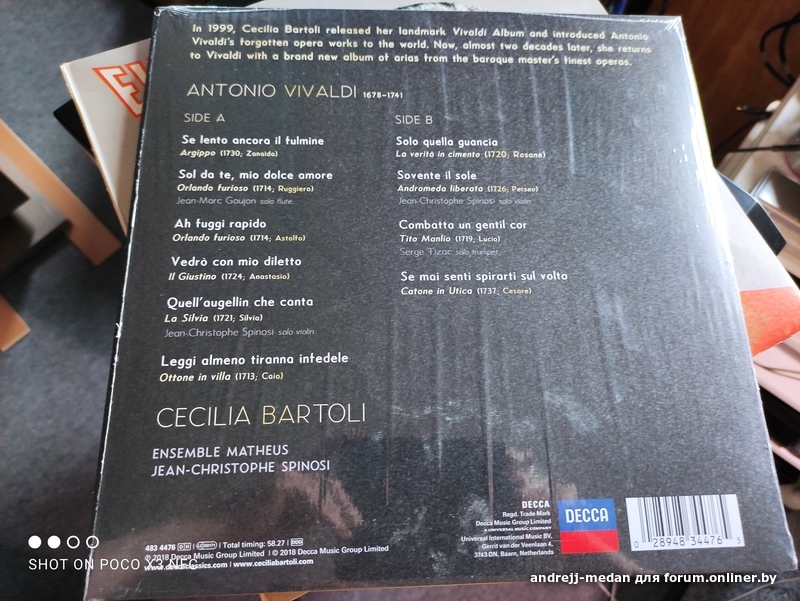 In 1999, Cecilia Bartoli released her landmark Vivaldi Album and introduced Antonio
Vivaldi's forgotten opera works to the world. Now, almost two decades later, she returns
to Vivaldi with a brand new album of arias from the baroque master's finest operas.
ANTONIO VIVALDI 1678-1741
SIDE A
Se lento ancora il fulmine
Argippo (1730; Zanaida)
Sol da te, mio dolce amore
Orlando furioso (1714; Ruggiero)
Jean-Marc Goujon solo flute
Ah fuggi rapido
Orlando furioso (1714; Astolfo)
Vedrò con mio diletto
Il Giustino (1724; Anastasio)
Quell'augellin che canta
La Silvia (1721; Silvia)
Jean-Christophe Spinosi solo violin
Leggi almeno tiranna infedele
Ottone in villa (1713; Caio)
SIDE B
Solo quella guancia
La verità in cimento (1720; Rosane)
Sovente il sole
Andromeda liberata (1726; Perseo)
Jean-Christophe Spinosi solo violin
Combatta un gentil cor
Tito Manlio (1719; Lucio)
Serge Tizac solo trumpet
Se mai senti spirarti sul volto
Catone in Utica (1737; Cesare)
CECILIA BARTOLI
ENSEMBLE MATHEUS
JEAN-CHRISTOPHE SPINOSI
483 4476 | Total timing: 58.27
℗ 2018 Decca Music Group Limited | © 2018 Decca Music Group Limited
www.deccaclassics.com | www.ceciliabartoli.com
DECCA
Regd. Trade Mark
Decca Music Group Limited
A UNIVERSAL MUSIC COMPANY
Universal International Music BV,
Gerrit van der Veenlaan 4,
3743 DN, Baarn, Netherlands
DECCA
0 28948 34476 5
SHOT ON POCO X3 NFC
andrejj-medan для forum.onliner.by